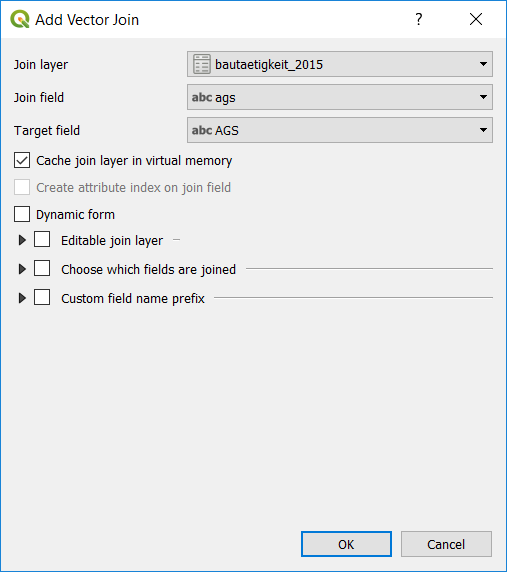 Add Vector Join ?
Join layer bautaetigkeit_2015
Join field abc ags
Target field abc AGS
Cache join layer in virtual memory
Create attribute index on join field
Dynamic form
Editable join layer
Choose which fields are joined
Custom field name prefix
OK Cancel